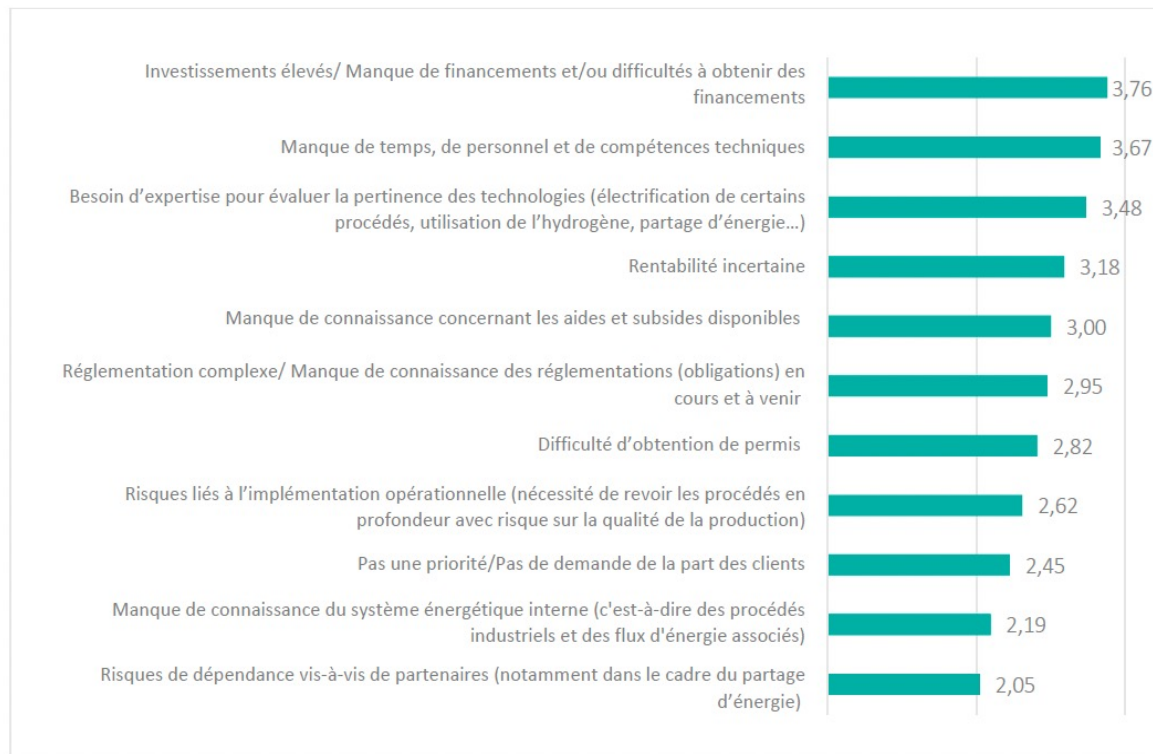 Investissements élevés/ Manque de financements et/ou difficultés à obtenir des
financements
3,76
Manque de temps, de personnel et de compétences techniques
3,67
Besoin d’expertise pour évaluer la pertinence des technologies (électrification de certains
procédés, utilisation de l’hydrogène, partage d’énergie…)
3,48
Rentabilité incertaine
3,18
Manque de connaissance concernant les aides et subsides disponibles
3,00
Réglementation complexe/ Manque de connaissance des réglementations (obligations) en
cours et à venir
2,95
Difficulté d’obtention de permis
2,82
Risques liés à l’implémentation opérationnelle (nécessité de revoir les procédés en
profondeur avec risque sur la qualité de la production)
2,62
Pas une priorité/Pas de demande de la part des clients
2,45
Manque de connaissance du système énergétique interne (c'est-à-dire des procédés
industriels et des flux d'énergie associés)
2,19
Risques de dépendance vis-à-vis de partenaires (notamment dans le cadre du partage
d’énergie)
2,05